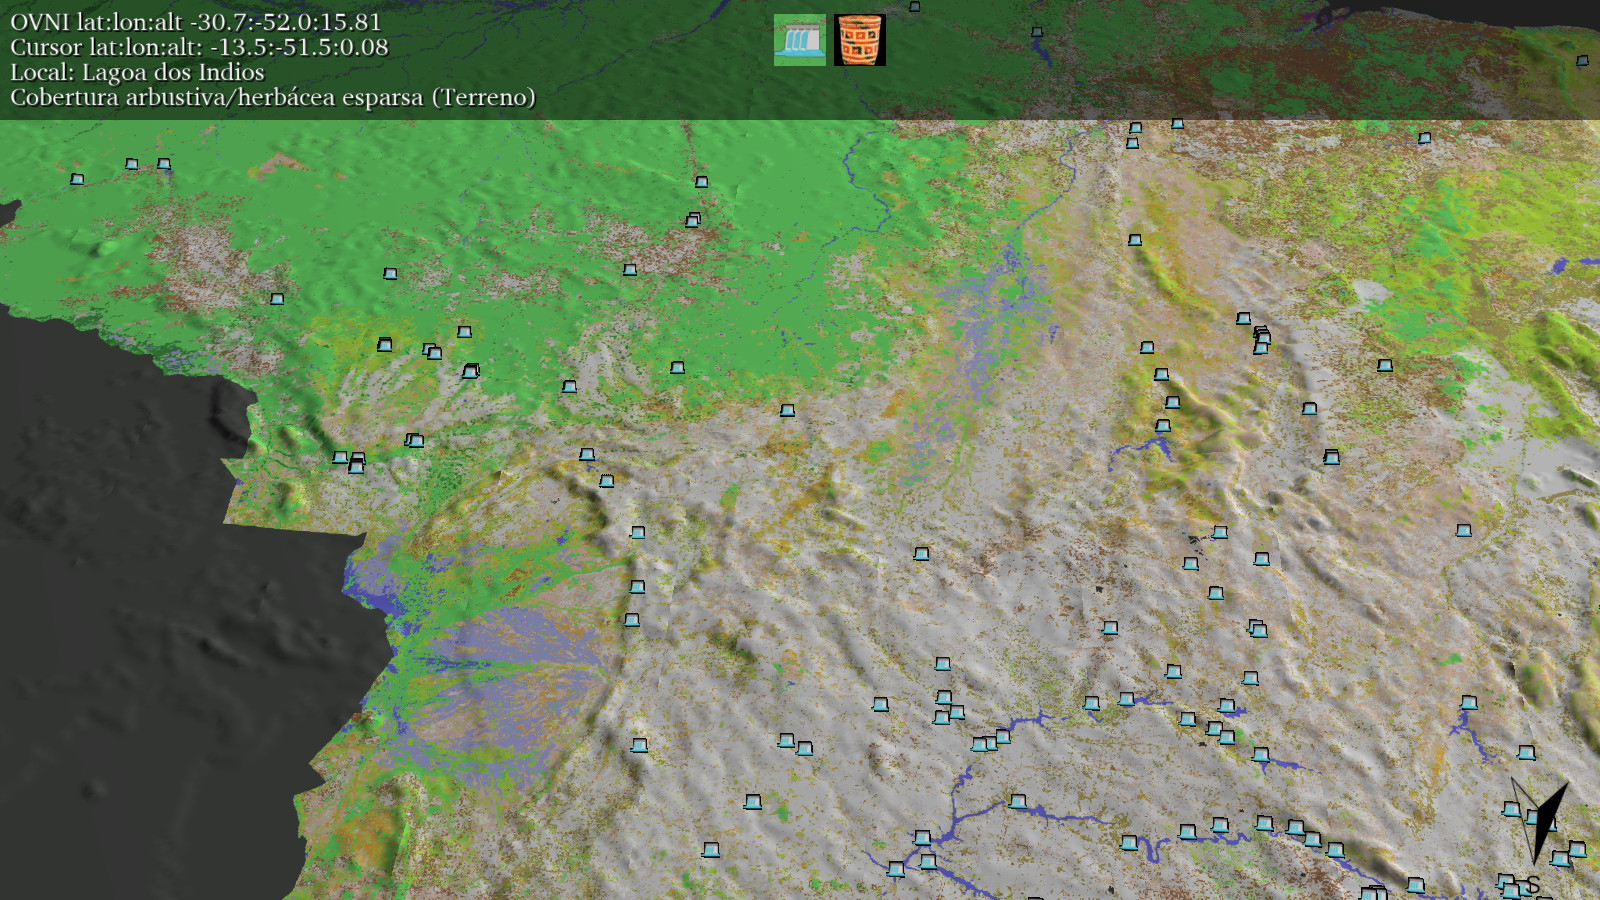 OVNI lat:lon:alt -30.7:-52.0:15.81
Cursor lat:lon:alt: -13.5:-51.5:0.08
Local: Lagoa dos Indios
Cobertura arbustiva/herbácea esparsa (Terreno)
S